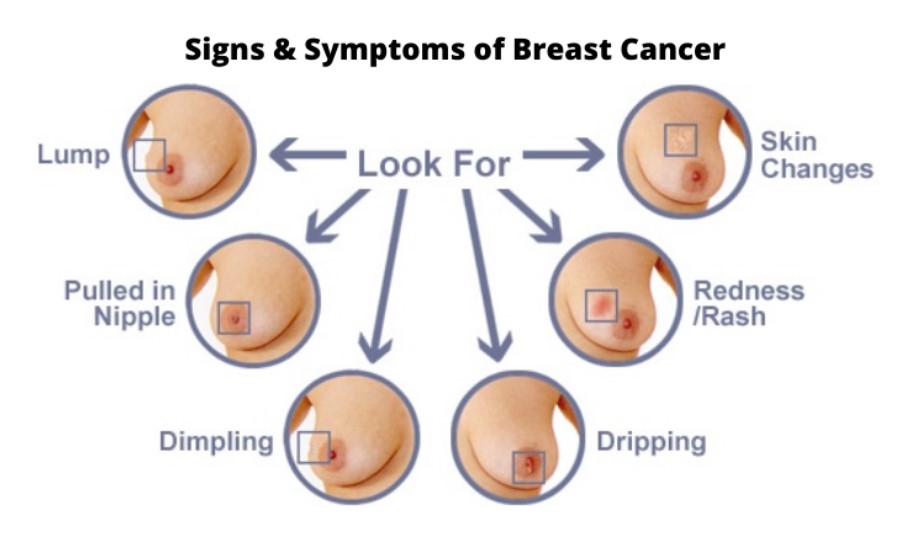 Signs & Symptoms of Breast Cancer
Look For
Lump
Skin
Changes
Pulled in
Nipple
Redness
/Rash
Dimpling
Dripping